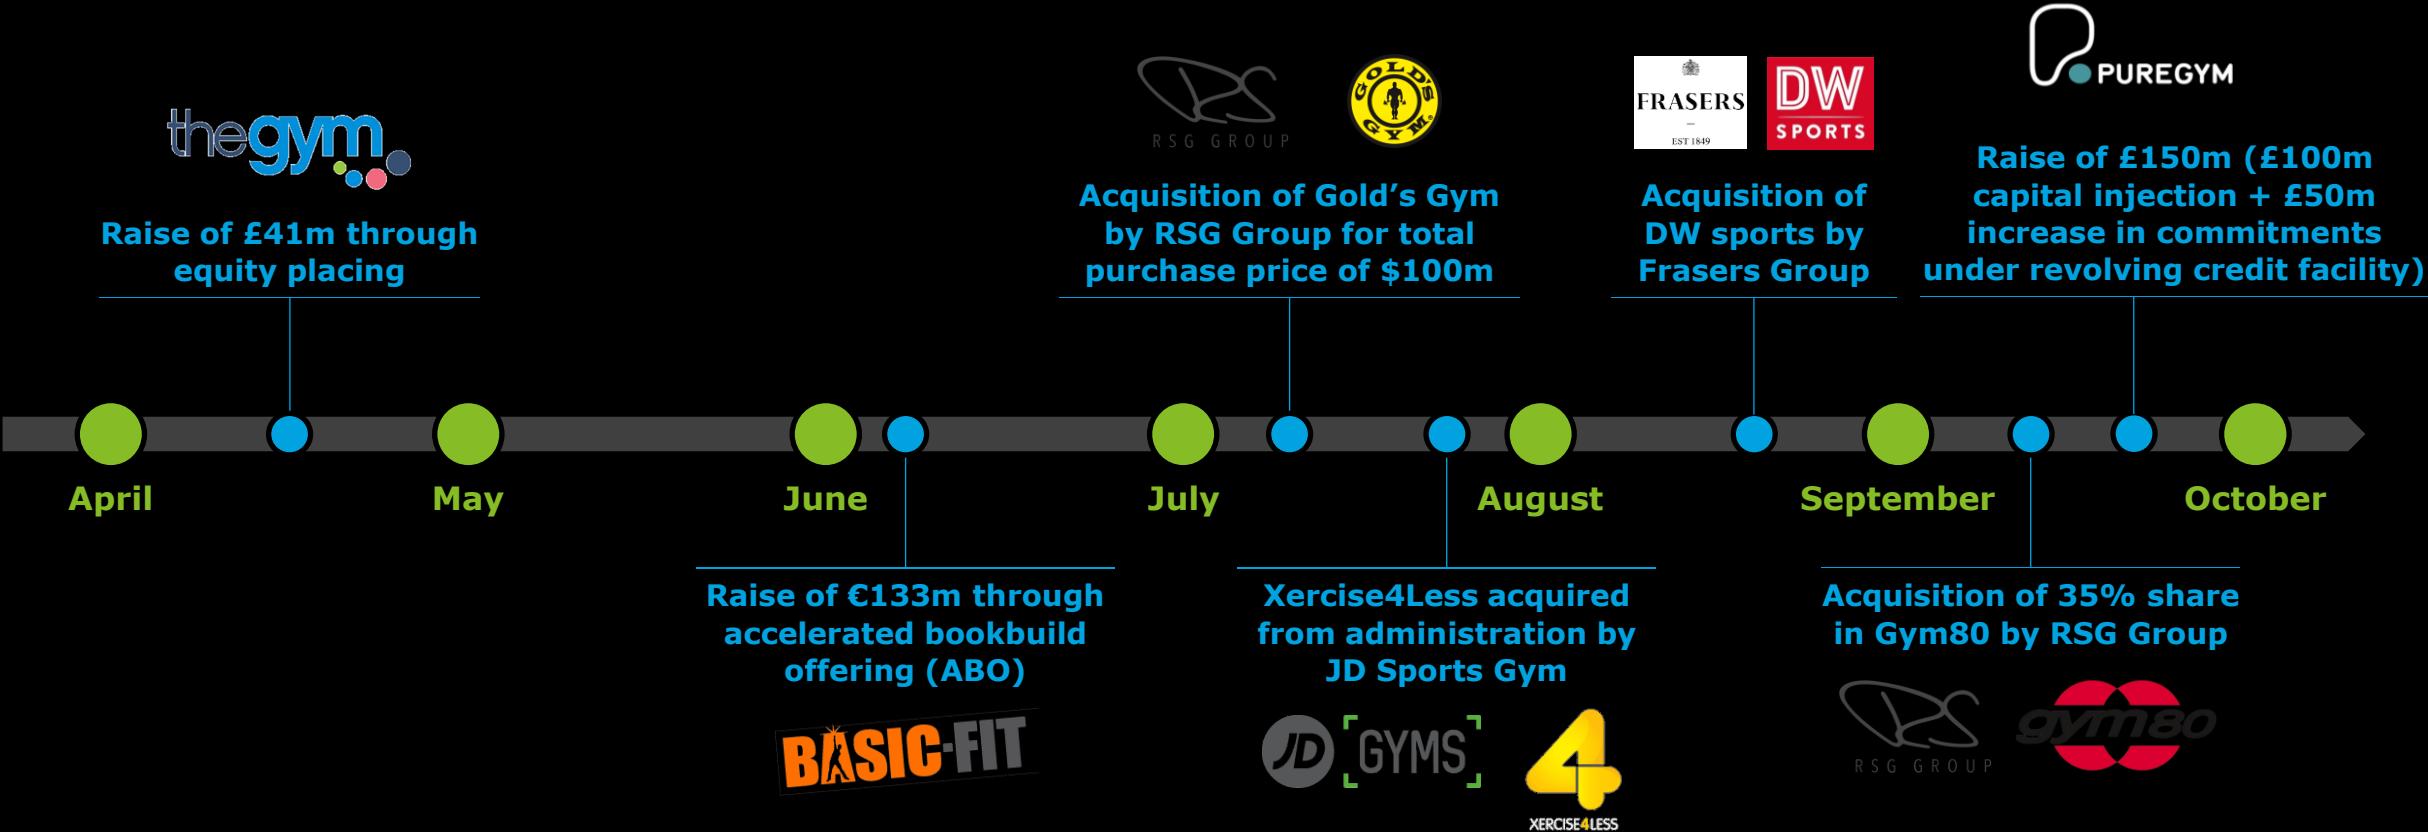 thegym
Raise of £41m through
equity placing
RSG GROUP
GOLD'S
GYM
Acquisition of Gold’s Gym
by RSG Group for total
purchase price of $100m
FRASERS
EST 1849
DW
SPORTS
Acquisition of
DW sports by
Frasers Group
PUREGYM
Raise of £150m (£100m
capital injection + £50m
increase in commitments
under revolving credit facility)
April
May
June
July
August
September
October
Raise of €133m through
accelerated bookbuild
offering (ABO)
BASIC-FIT
Xercise4Less acquired
from administration by
JD Sports Gym
JD GYMS
4
XERCISE4LESS
Acquisition of 35% share
in Gym80 by RSG Group
RSG GROUP
gym80